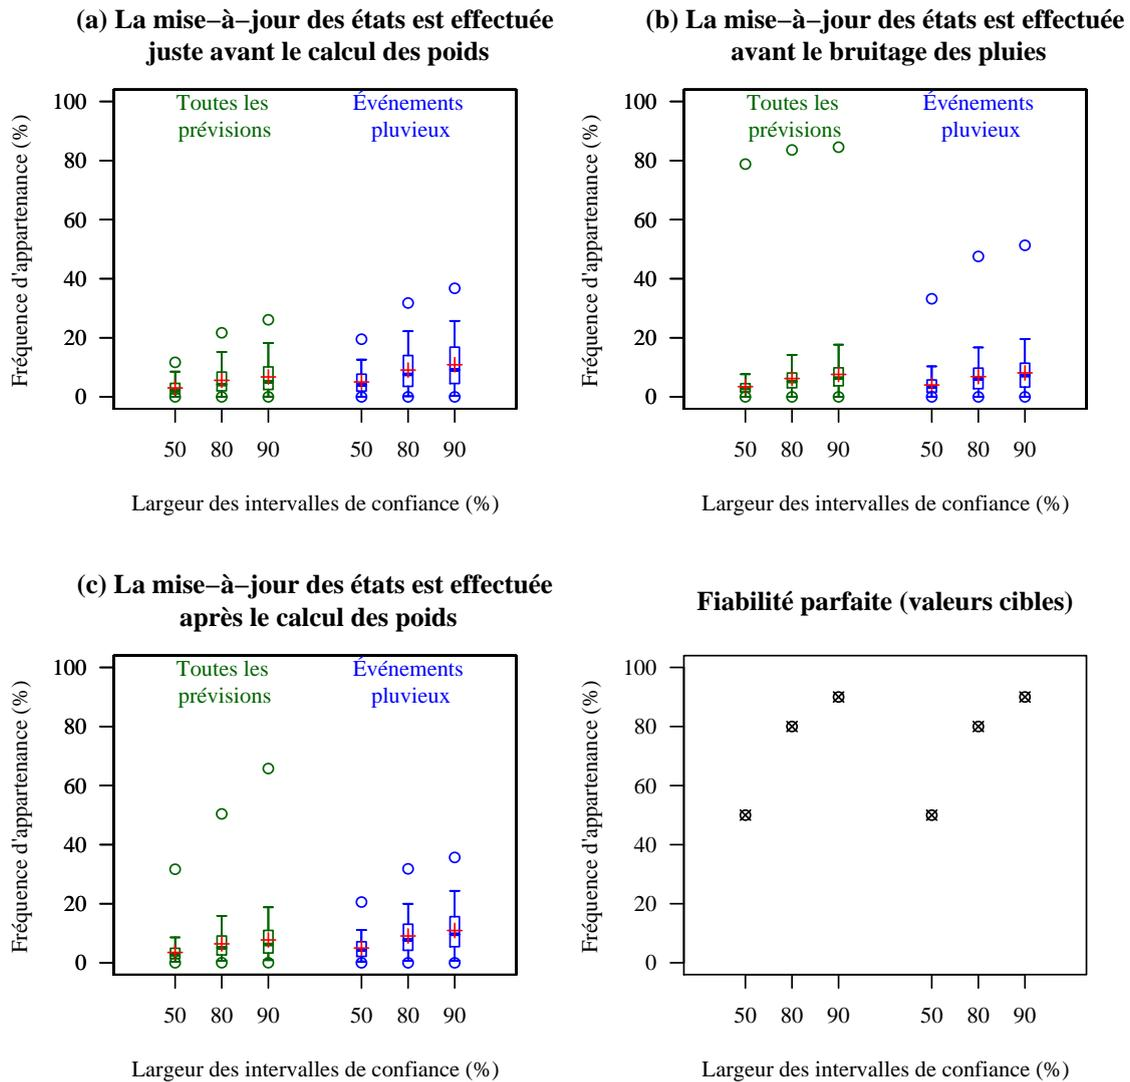 (a) La mise−à−jour des états est effectuée
juste avant le calcul des poids
100
80
60
40
20
0
Fréquence d'appartenance (%)
Toutes les
prévisions
Événements
pluvieux
50 80 90 50 80 90
Largeur des intervalles de confiance (%)
(b) La mise−à−jour des états est effectuée
avant le bruitage des pluies
100
80
60
40
20
0
Fréquence d'appartenance (%)
Toutes les
prévisions
Événements
pluvieux
50 80 90 50 80 90
Largeur des intervalles de confiance (%)
(c) La mise−à−jour des états est effectuée
après le calcul des poids
100
80
60
40
20
0
Fréquence d'appartenance (%)
Toutes les
prévisions
Événements
pluvieux
50 80 90 50 80 90
Largeur des intervalles de confiance (%)
Fiabilité parfaite (valeurs cibles)
100
80
60
40
20
0
Fréquence d'appartenance (%)
50 80 90 50 80 90
Largeur des intervalles de confiance (%)